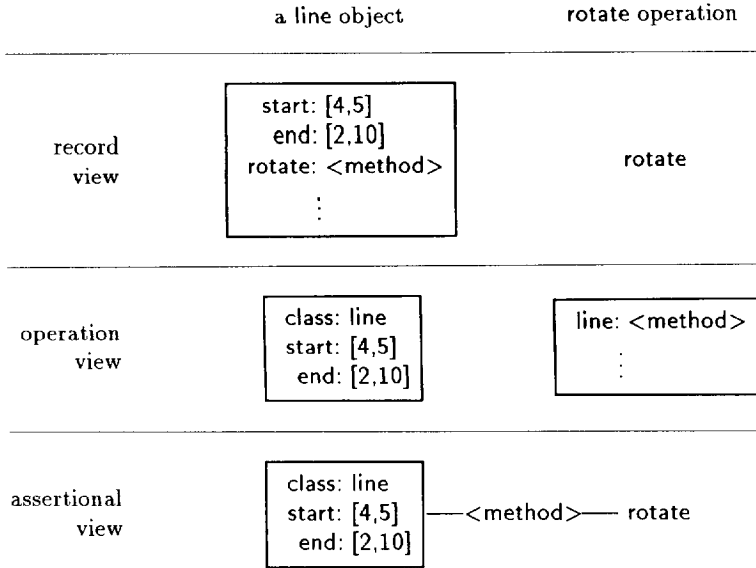 a line object rotate operation
start: [4,5]
end: [2,10]
record
view
rotate: <method>
rotate
⋮
operation
view
class: line
start: [4,5]
end: [2,10]
line: <method>
⋮
assertional
view
class: line
start: [4,5]
end: [2,10]
<method> rotate